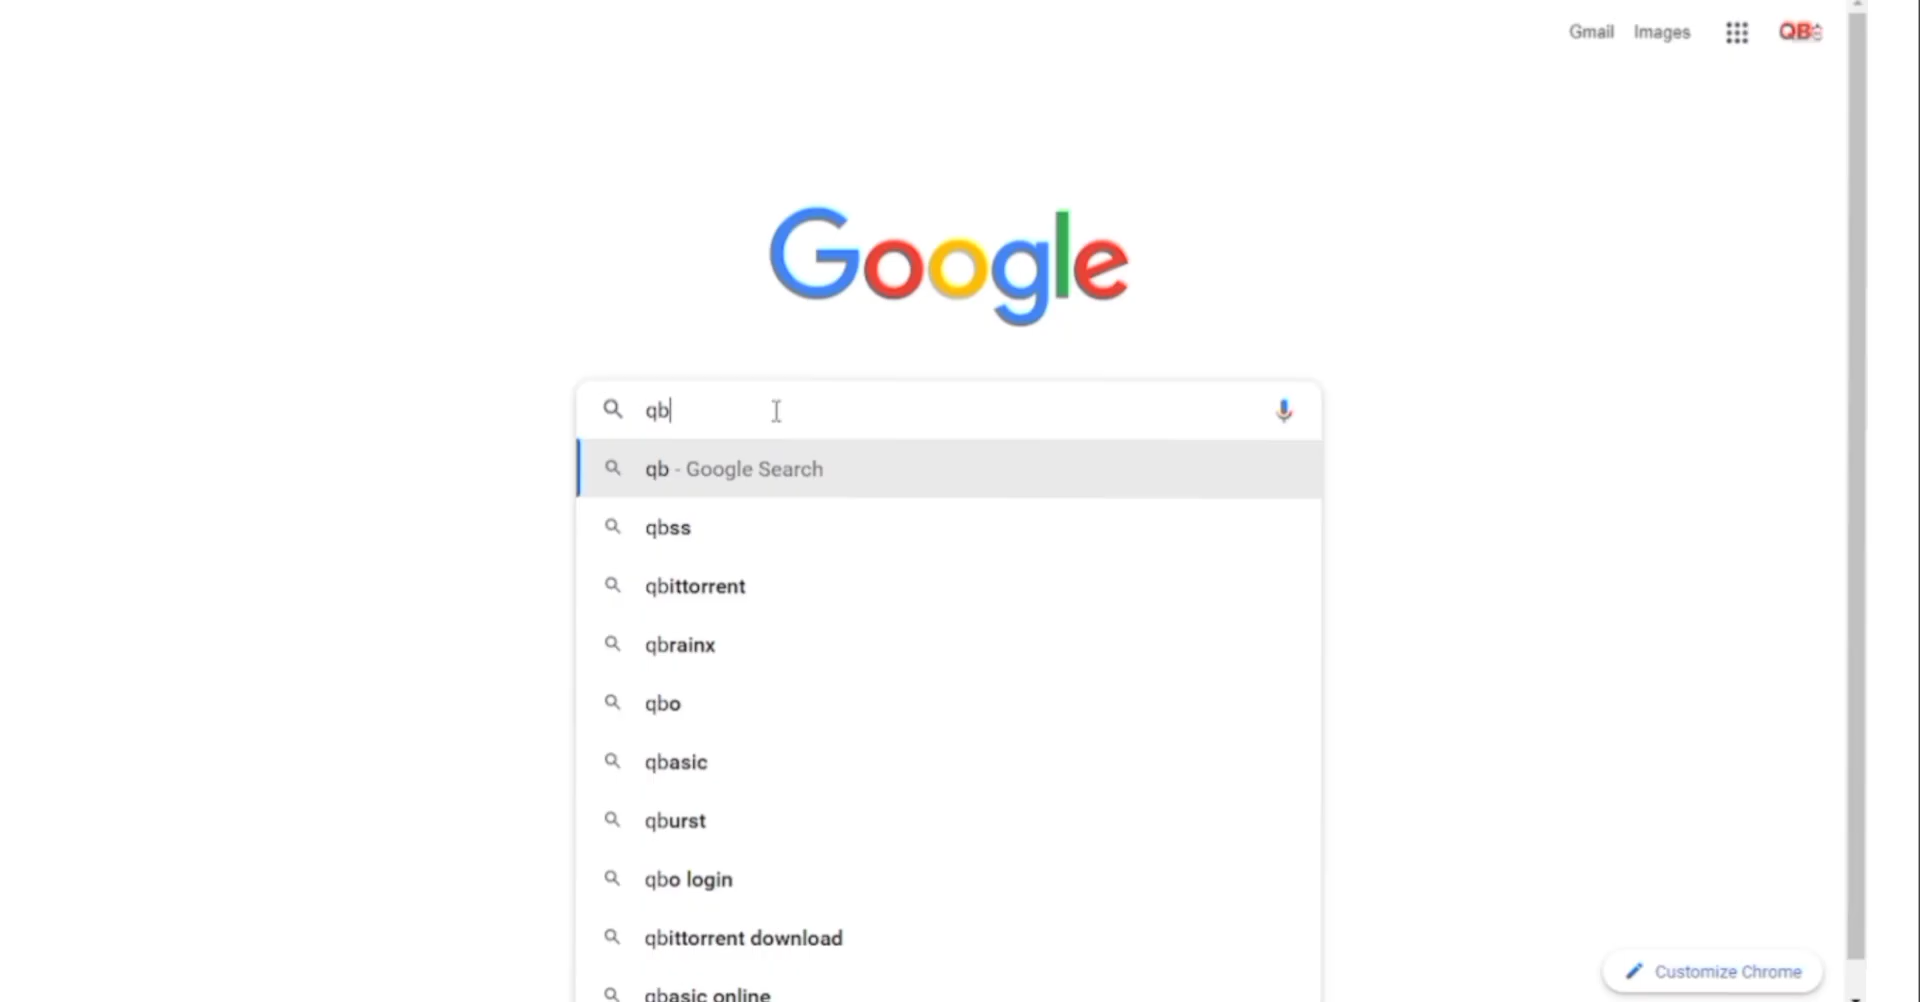 Gmail Images QBs
Google
qb
qb - Google Search
qbss
qbittorrent
qbrainx
qbo
qbasic
qburst
qbo login
qbittorrent download
qbasic online
Customize Chrome